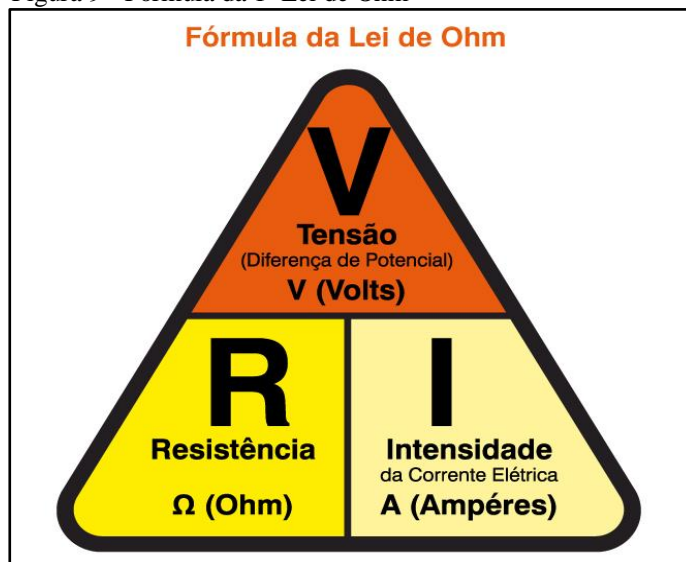 Fórmula da Lei de Ohm
V
Tensão
(Diferença de Potencial)
V (Volts)
R
Resistência
Ω (Ohm)
I
Intensidade
da Corrente Elétrica
A (Ampéres)